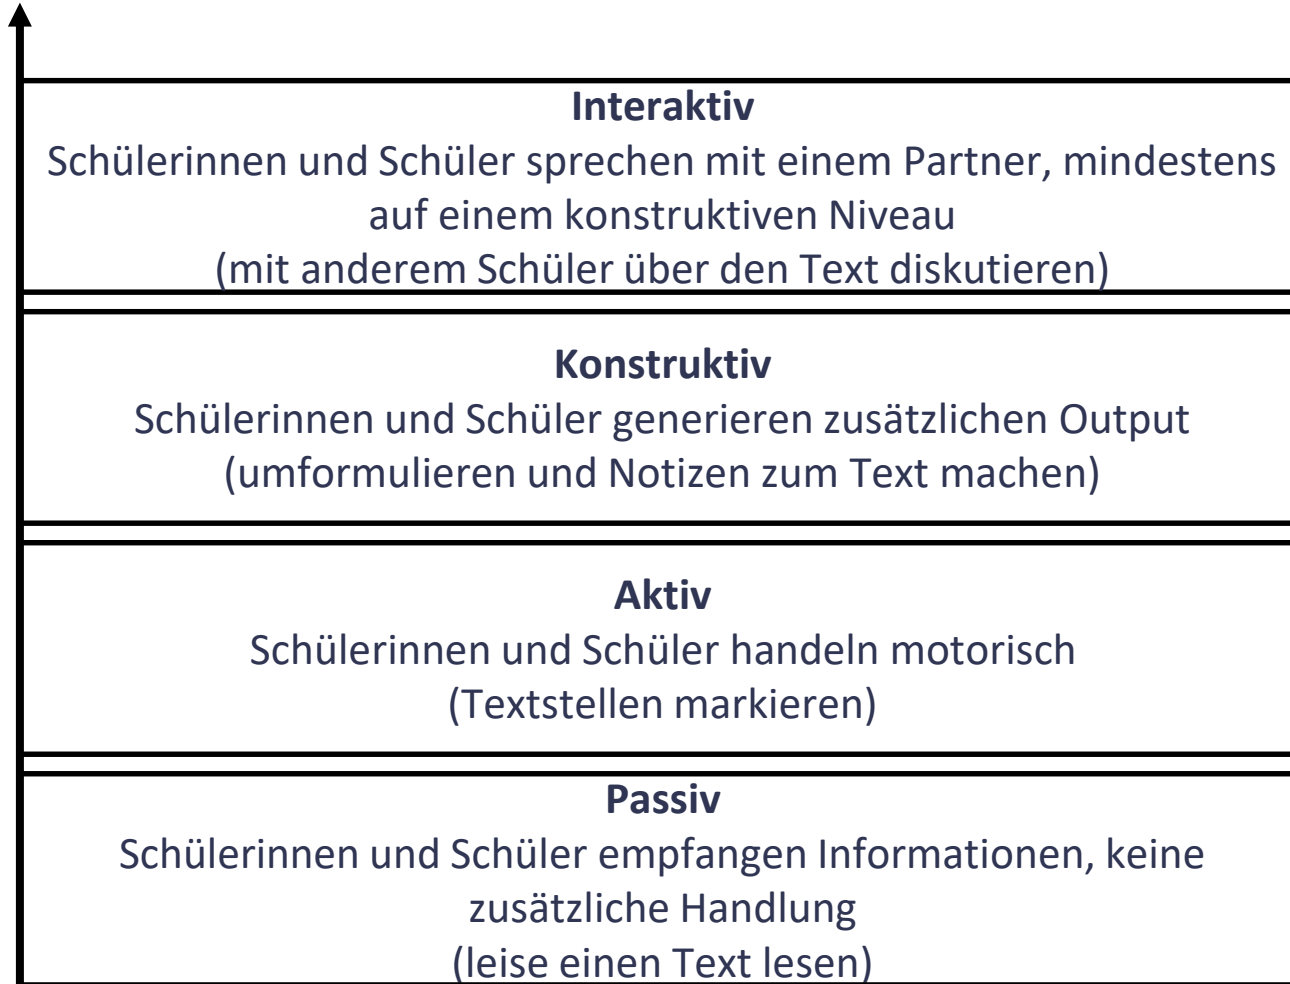 Interaktiv
Schülerinnen und Schüler sprechen mit einem Partner, mindestens
auf einem konstruktiven Niveau
(mit anderem Schüler über den Text diskutieren)
Konstruktiv
Schülerinnen und Schüler generieren zusätzlichen Output
(umformulieren und Notizen zum Text machen)
Aktiv
Schülerinnen und Schüler handeln motorisch
(Textstellen markieren)
Passiv
Schülerinnen und Schüler empfangen Informationen, keine
zusätzliche Handlung
(leise einen Text lesen)